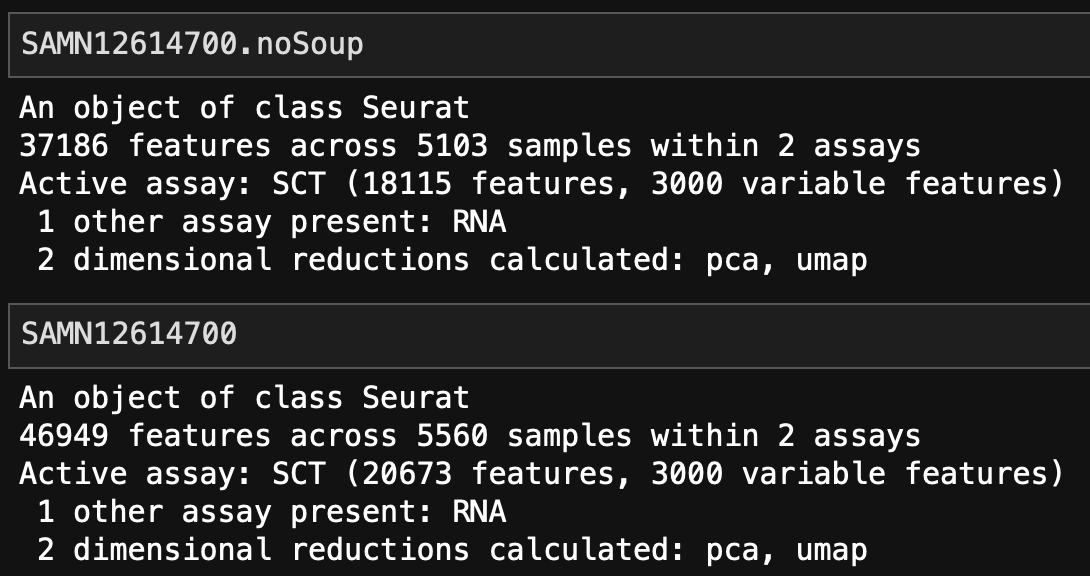 SAMN12614700.noSoup
An object of class Seurat
37186 features across 5103 samples within 2 assays
Active assay: SCT (18115 features, 3000 variable features)
 1 other assay present: RNA
 2 dimensional reductions calculated: pca, umap
SAMN12614700
An object of class Seurat
46949 features across 5560 samples within 2 assays
Active assay: SCT (20673 features, 3000 variable features)
 1 other assay present: RNA
 2 dimensional reductions calculated: pca, umap